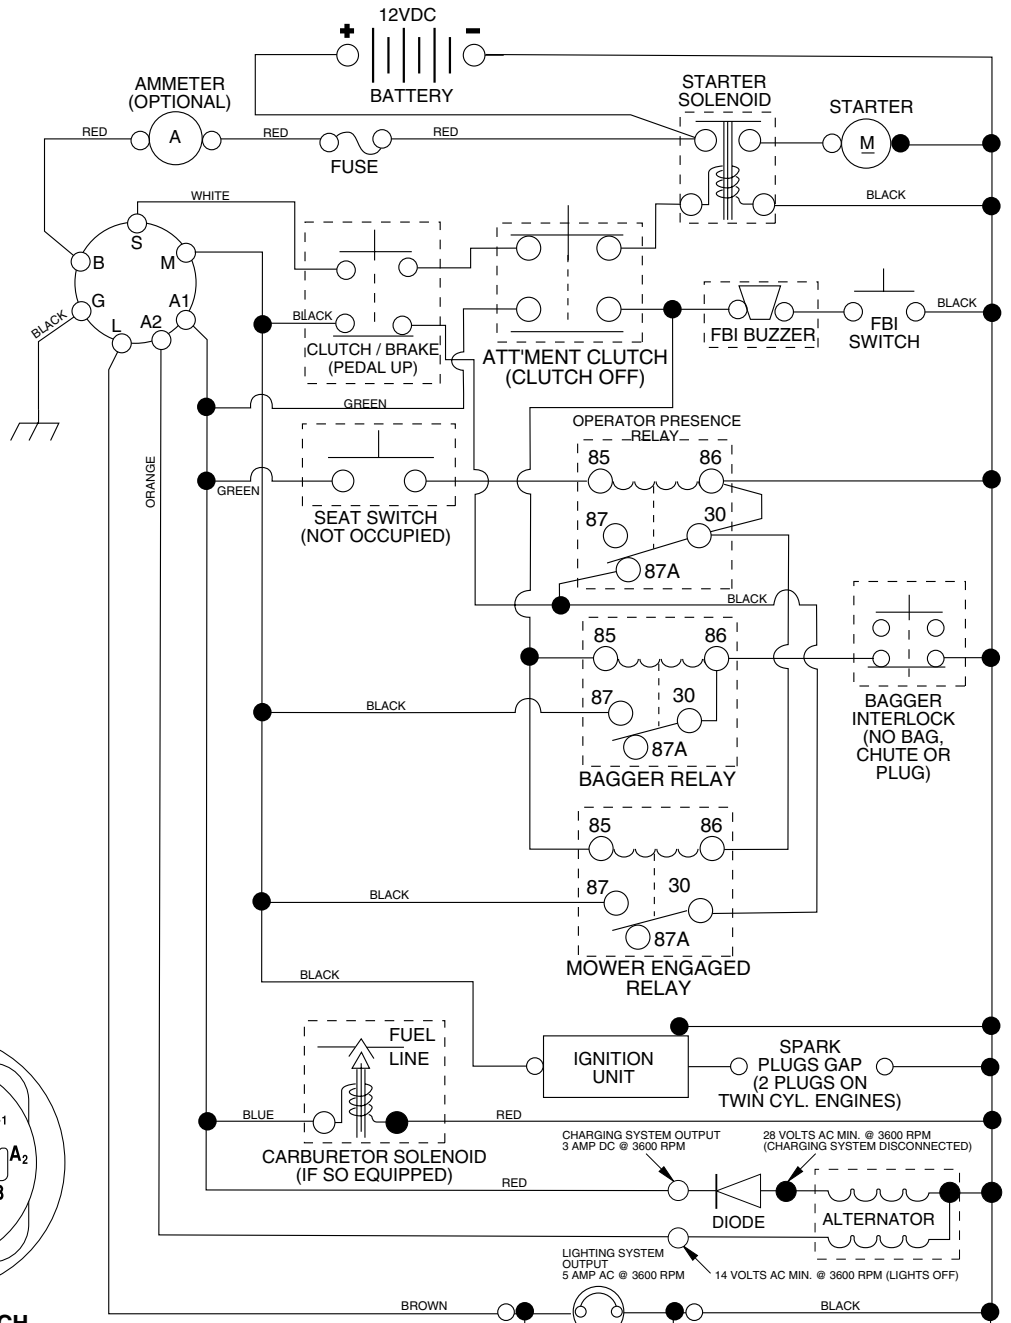 12VDC
+
-
BATTERY
AMMETER
(OPTIONAL)
STARTER
SOLENOID
STARTER
RED
A
RED
RED
FUSE
M
WHITE
BLACK
S
B
M
G
A1
L
A2
BLACK
BLACK
CLUTCH / BRAKE
(PEDAL UP)
ATT'MENT CLUTCH
(CLUTCH OFF)
FBI BUZZER
FBI
SWITCH
BLACK
GREEN
OPERATOR PRESENCE
RELAY
ORANGE
GREEN
SEAT SWITCH
(NOT OCCUPIED)
85
86
87
30
87A
BLACK
85
86
87
30
87A
BLACK
BAGGER RELAY
BAGGER
INTERLOCK
(NO BAG,
CHUTE OR
PLUG)
85
86
87
30
87A
BLACK
MOWER ENGAGED
RELAY
BLACK
FUEL
LINE
IGNITION
UNIT
SPARK
PLUGS GAP
(2 PLUGS ON
TWIN CYL. ENGINES)
BLUE
RED
CARBURETOR SOLENOID
(IF SO EQUIPPED)
CHARGING SYSTEM OUTPUT
3 AMP DC @ 3600 RPM
28 VOLTS AC MIN. @ 3600 RPM
(CHARGING SYSTEM DISCONNECTED)
RED
DIODE
ALTERNATOR
LIGHTING SYSTEM
OUTPUT
5 AMP AC @ 3600 RPM
14 VOLTS AC MIN. @ 3600 RPM (LIGHTS OFF)
BROWN
BLACK
A2